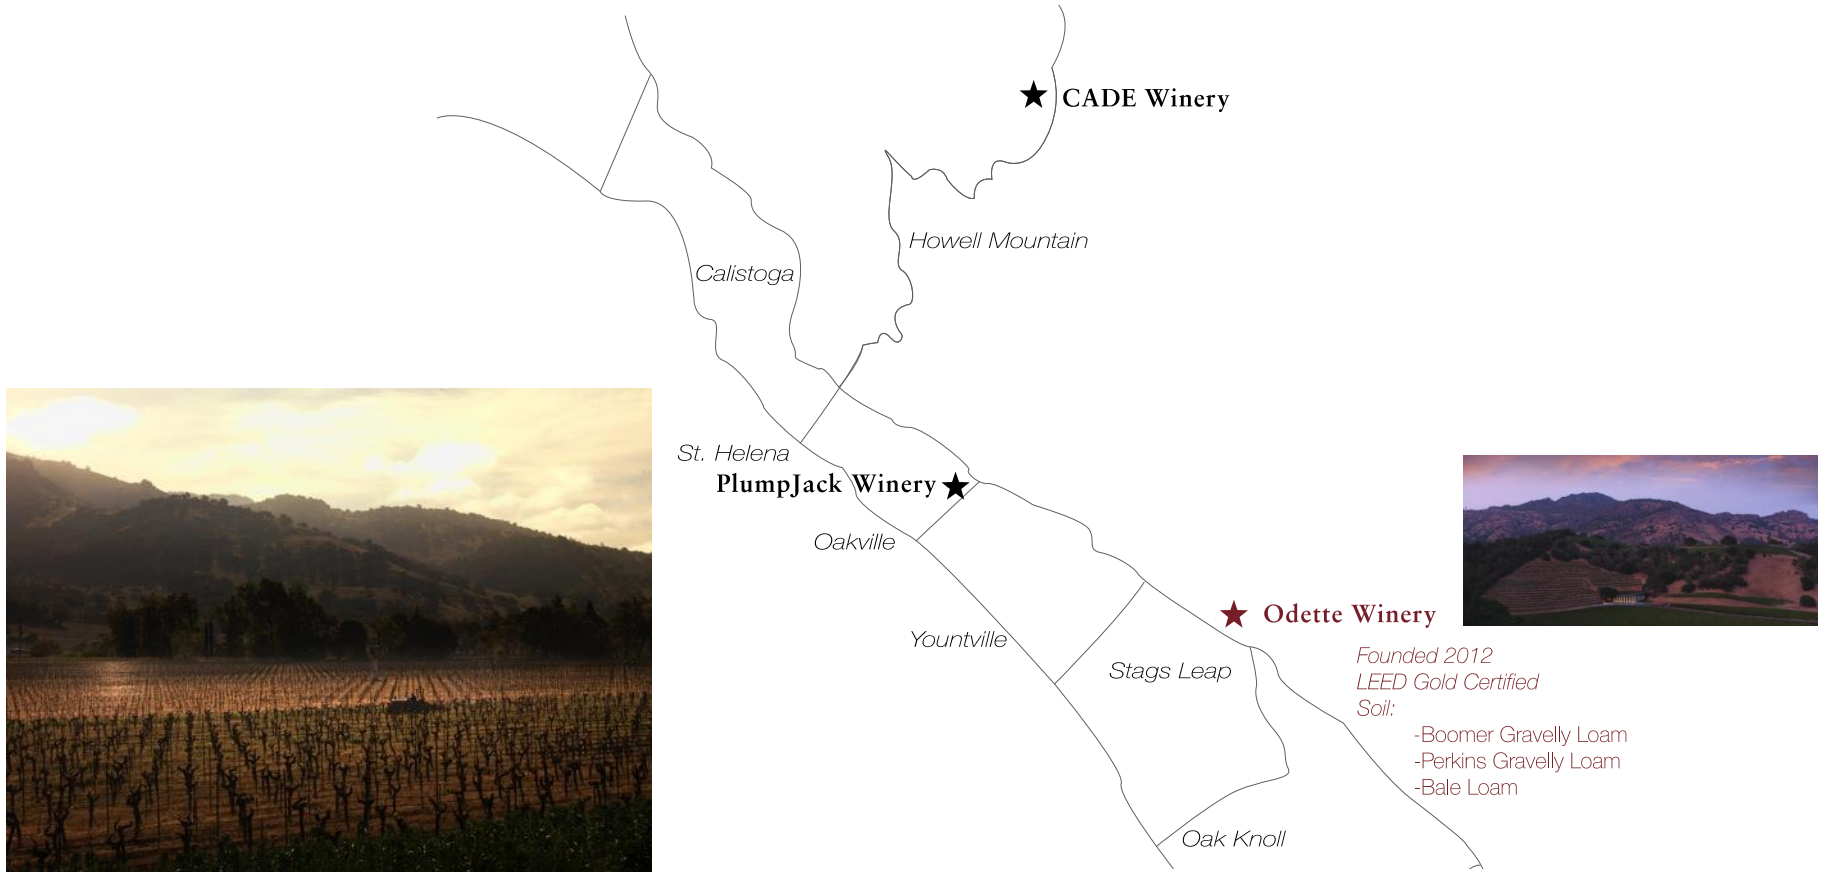 CADE Winery
Howell Mountain
Calistoga
St. Helena
PlumpJack Winery
Oakville
Odette Winery
Yountville
Founded 2012
Stags Leap
LEED Gold Certified
Soil:
-Boomer Gravelly Loam
-Perkins Gravelly Loam
-Bale Loam
Oak Knoll